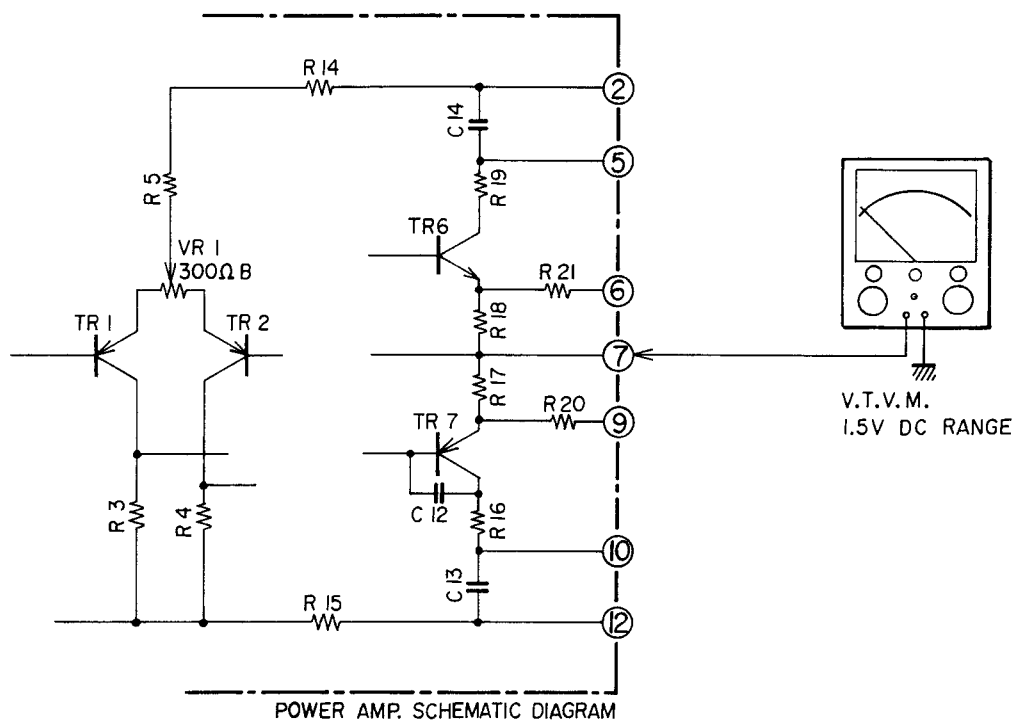 R 14
2
C 14
5
R 5
R 19
TR6
VR 1
300Ω B
R 21
6
TR 1
TR 2
R 18
7
R 17
R 20
9
TR 7
C 12
R 16
R 3
R 4
10
C 13
R 15
12
V.T.V.M.
1.5V DC RANGE
POWER AMP. SCHEMATIC DIAGRAM